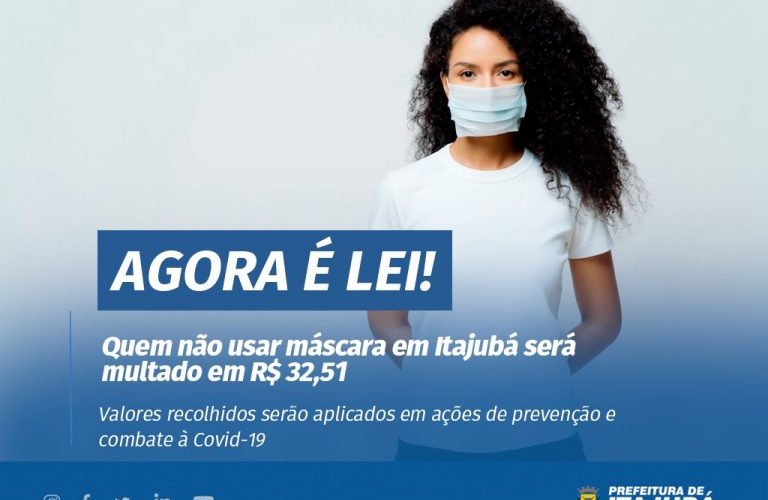 AGORA É LEI!
Quem não usar máscara em Itajubá será
multado em R$ 32,51
Valores recolhidos serão aplicados em ações de prevenção e
combate à Covid-19
PREFEITURA DE
ITAJUBÁ